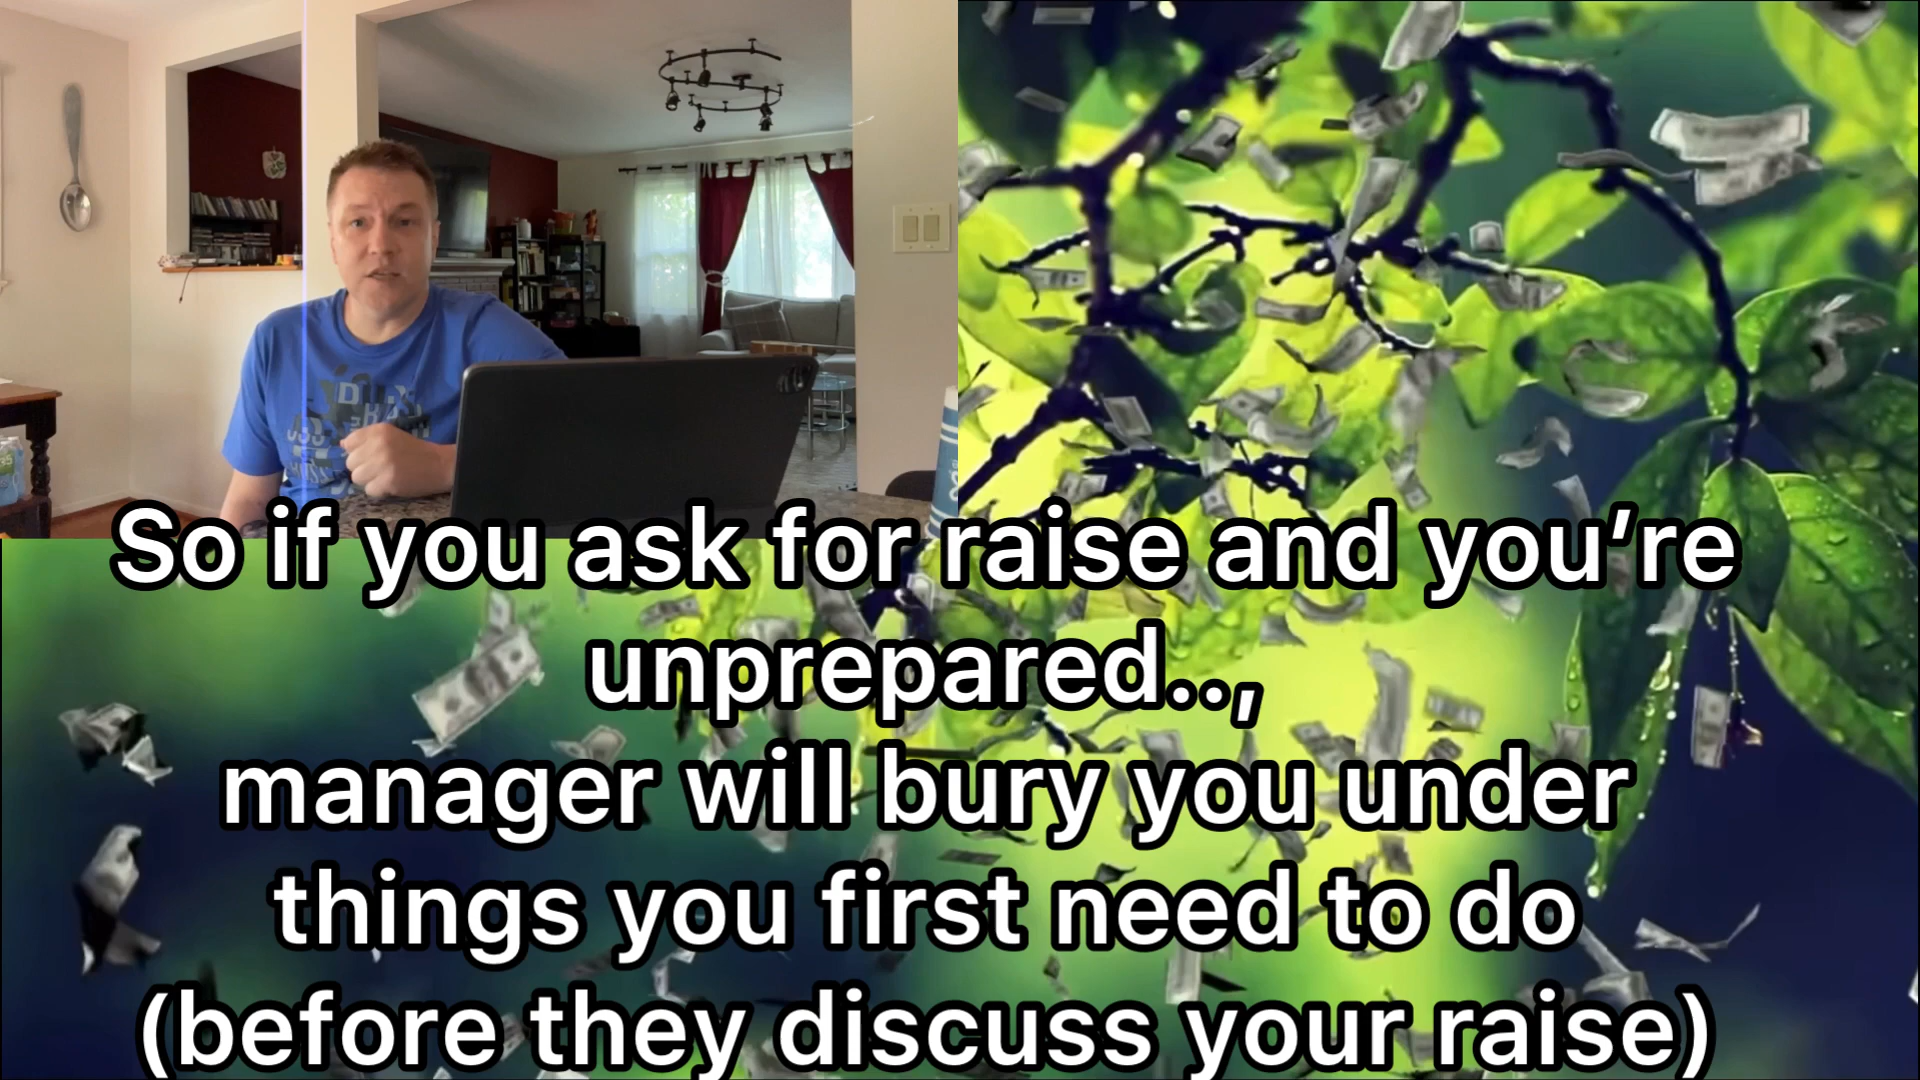 So if you ask for raise and you’re
unprepared..,
manager will bury you under
things you first need to do
(before they discuss your raise)